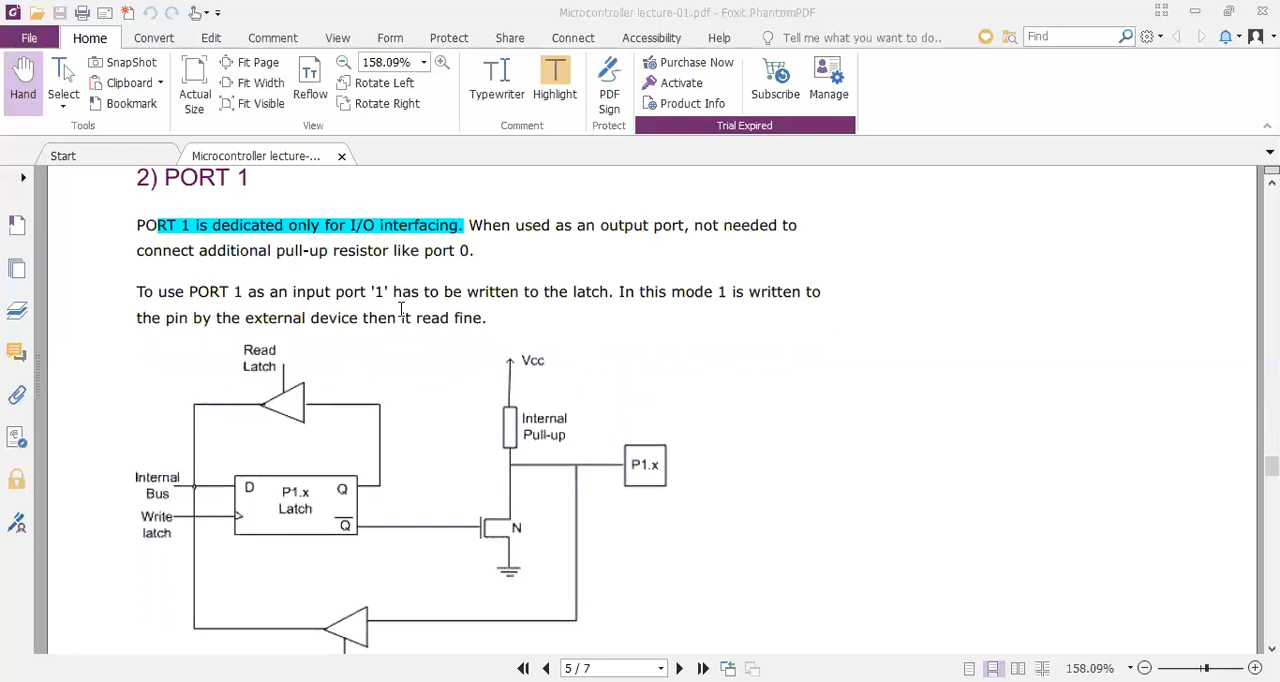 Microcontroller lecture-01.pdf - Foxit PhantomPDF
File Home Convert Edit Comment View Form Protect Share Connect Accessibility Help Tell me what you want to do.. Find
Hand
Select
SnapShot
Clipboard
Bookmark
Tools
Actual
Size
Fit Page
Fit Width
Fit Visible
Reflow
158.09%
Rotate Left
Rotate Right
View
Typewriter
Highlight
Comment
PDF
Sign
Protect
Purchase Now
Activate
Product Info
Subscribe
Manage
Trial Expired
Start
Microcontroller lecture-...
2) PORT 1
PORT 1 is dedicated only for I/O interfacing. When used as an output port, not needed to
connect additional pull-up resistor like port 0.
To use PORT 1 as an input port '1' has to be written to the latch. In this mode 1 is written to
the pin by the external device then it read fine.
Read
Latch
Vcc
Internal
Pull-up
P1.x
Internal
Bus
Write
latch
D
P1.x
Latch
Q
Q
N
5 / 7
158.09%